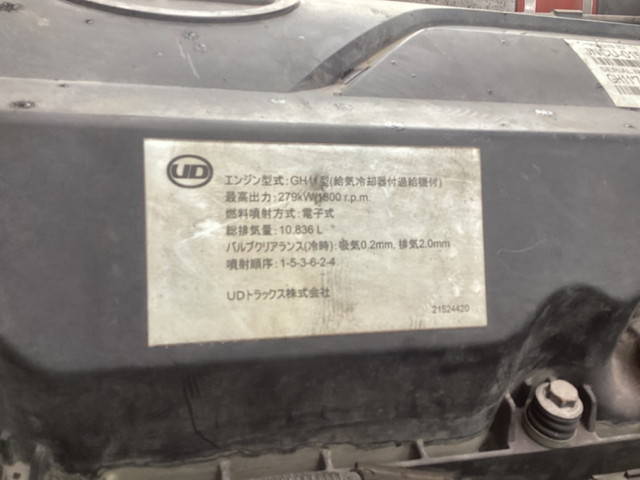 UD
エンジン型式:GH11型(給気冷却器付過給機付)
最高出力:279kW/1800 r.p.m.
燃料噴射方式:電子式
総排気量:10.836 L
バルブクリアランス(冷時):吸気0.2mm, 排気2.0mm
噴射順序:1-5-3-6-2-4
UDトラックス株式会社
21524420